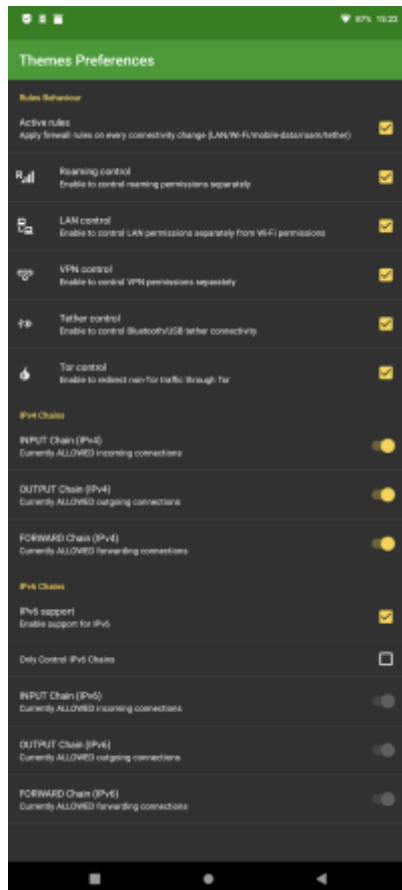 87% 15:23
Themes Preferences
Rules Behaviour
Active rules
Apply firewall rules on every connectivity change (LAN/Wi-Fi/mobile-data/roam/tether)
Roaming control
Enable to control roaming permissions separately
LAN control
Enable to control LAN permissions separately from Wi-Fi permissions
VPN control
Enable to control VPN permissions separately
Tether control
Enable to control Bluetooth/USB tether connectivity
Tor control
Enable to redirect non-Tor traffic through Tor
IPv4 Chains
INPUT Chain (IPv4)
Currently ALLOWED incoming connections
OUTPUT Chain (IPv4)
Currently ALLOWED outgoing connections
FORWARD Chain (IPv4)
Currently ALLOWED forwarding connections
IPv6 Chains
IPv6 support
Enable support for IPv6
Only Control IPv6 Chains
INPUT Chain (IPv6)
Currently ALLOWED incoming connections
OUTPUT Chain (IPv6)
Currently ALLOWED outgoing connections
FORWARD Chain (IPv6)
Currently ALLOWED forwarding connections